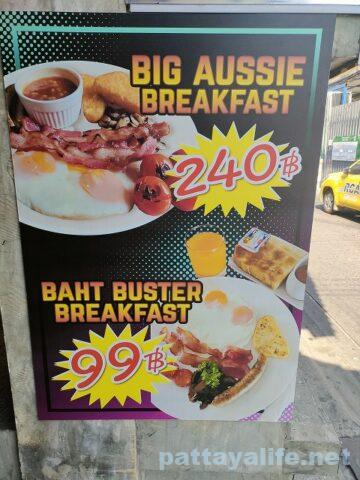 BIG AUSSIE
BREAKFAST
240฿
BAHT BUSTER
BREAKFAST
99฿
pattayalife.net